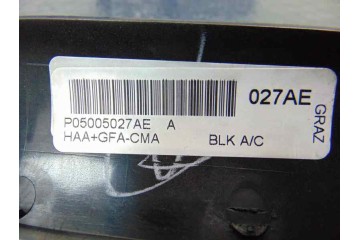 027AE
P05005027AE A
HAA+GFA-CMA BLK A/C
GRAZ